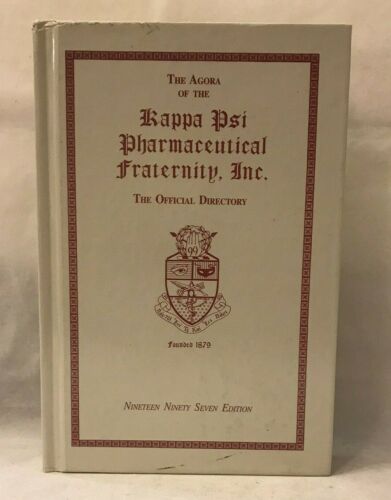 THE AGORA
OF THE
Kappa Psi
Pharmaceutical
Fraternity, Inc.
THE OFFICIAL DIRECTORY
Founded 1879
NINETEEN NINETY SEVEN EDITION